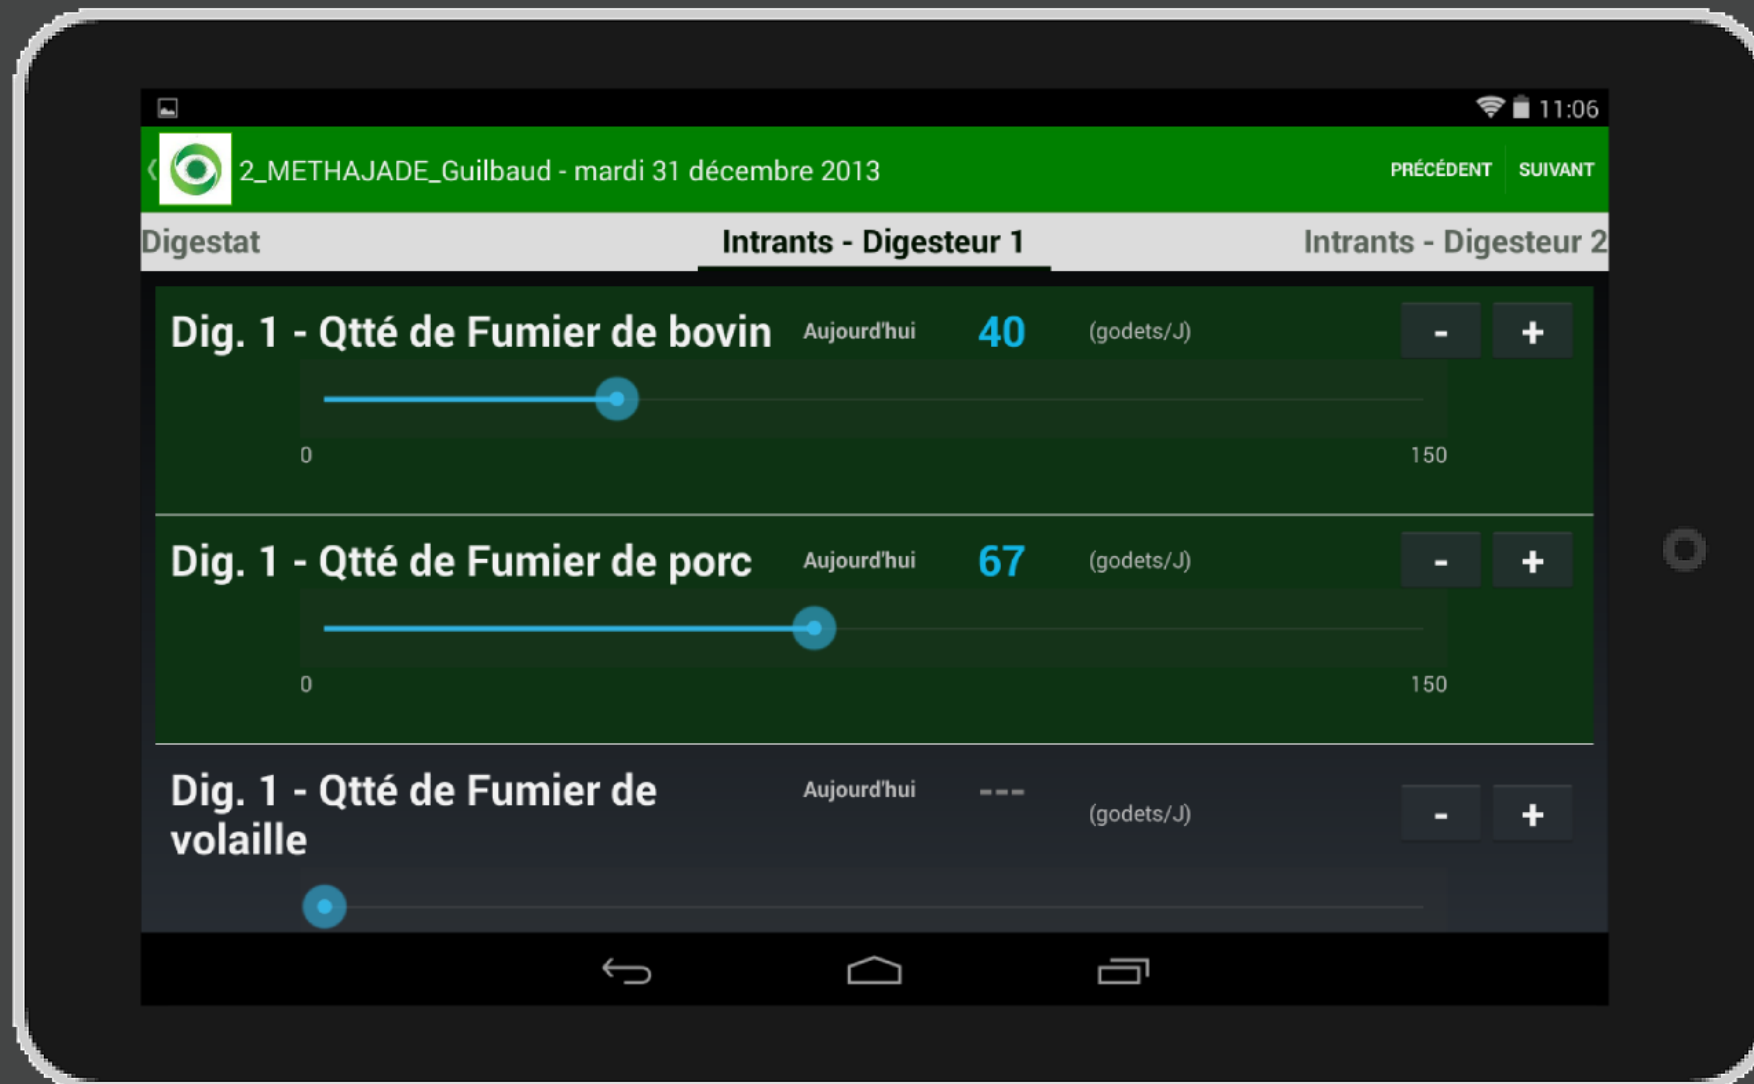 11:06
2_METHAJADE_Guilbaud - mardi 31 décembre 2013 PRÉCÉDENT SUIVANT
Digestat Intrants - Digesteur 1 Intrants - Digesteur 2
Dig. 1 - Qtté de Fumier de bovin Aujourd'hui 40 (godets/J) - +
0 150
Dig. 1 - Qtté de Fumier de porc Aujourd'hui 67 (godets/J) - +
0 150
Dig. 1 - Qtté de Fumier de Aujourd'hui ---
volaille (godets/J) - +